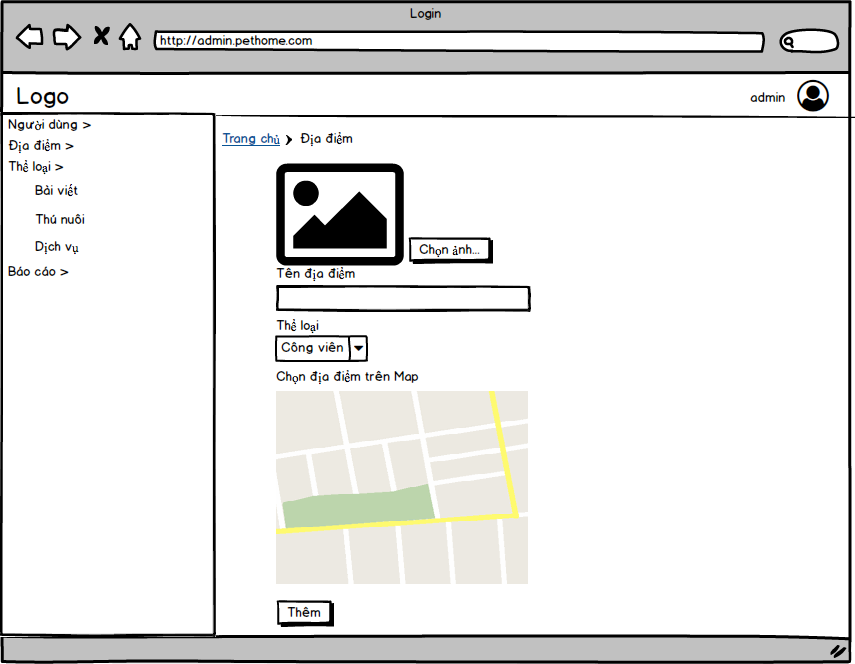 Login
http://admin.pethome.com
Logo
admin
Người dùng >
Địa điểm >
Thể loại >
Bài viết
Thú nuôi
Dịch vụ
Báo cáo >
Trang chủ > Địa điểm
Chọn ảnh...
Tên địa điểm
Thể loại
Công viên
Chọn địa điểm trên Map
Thêm